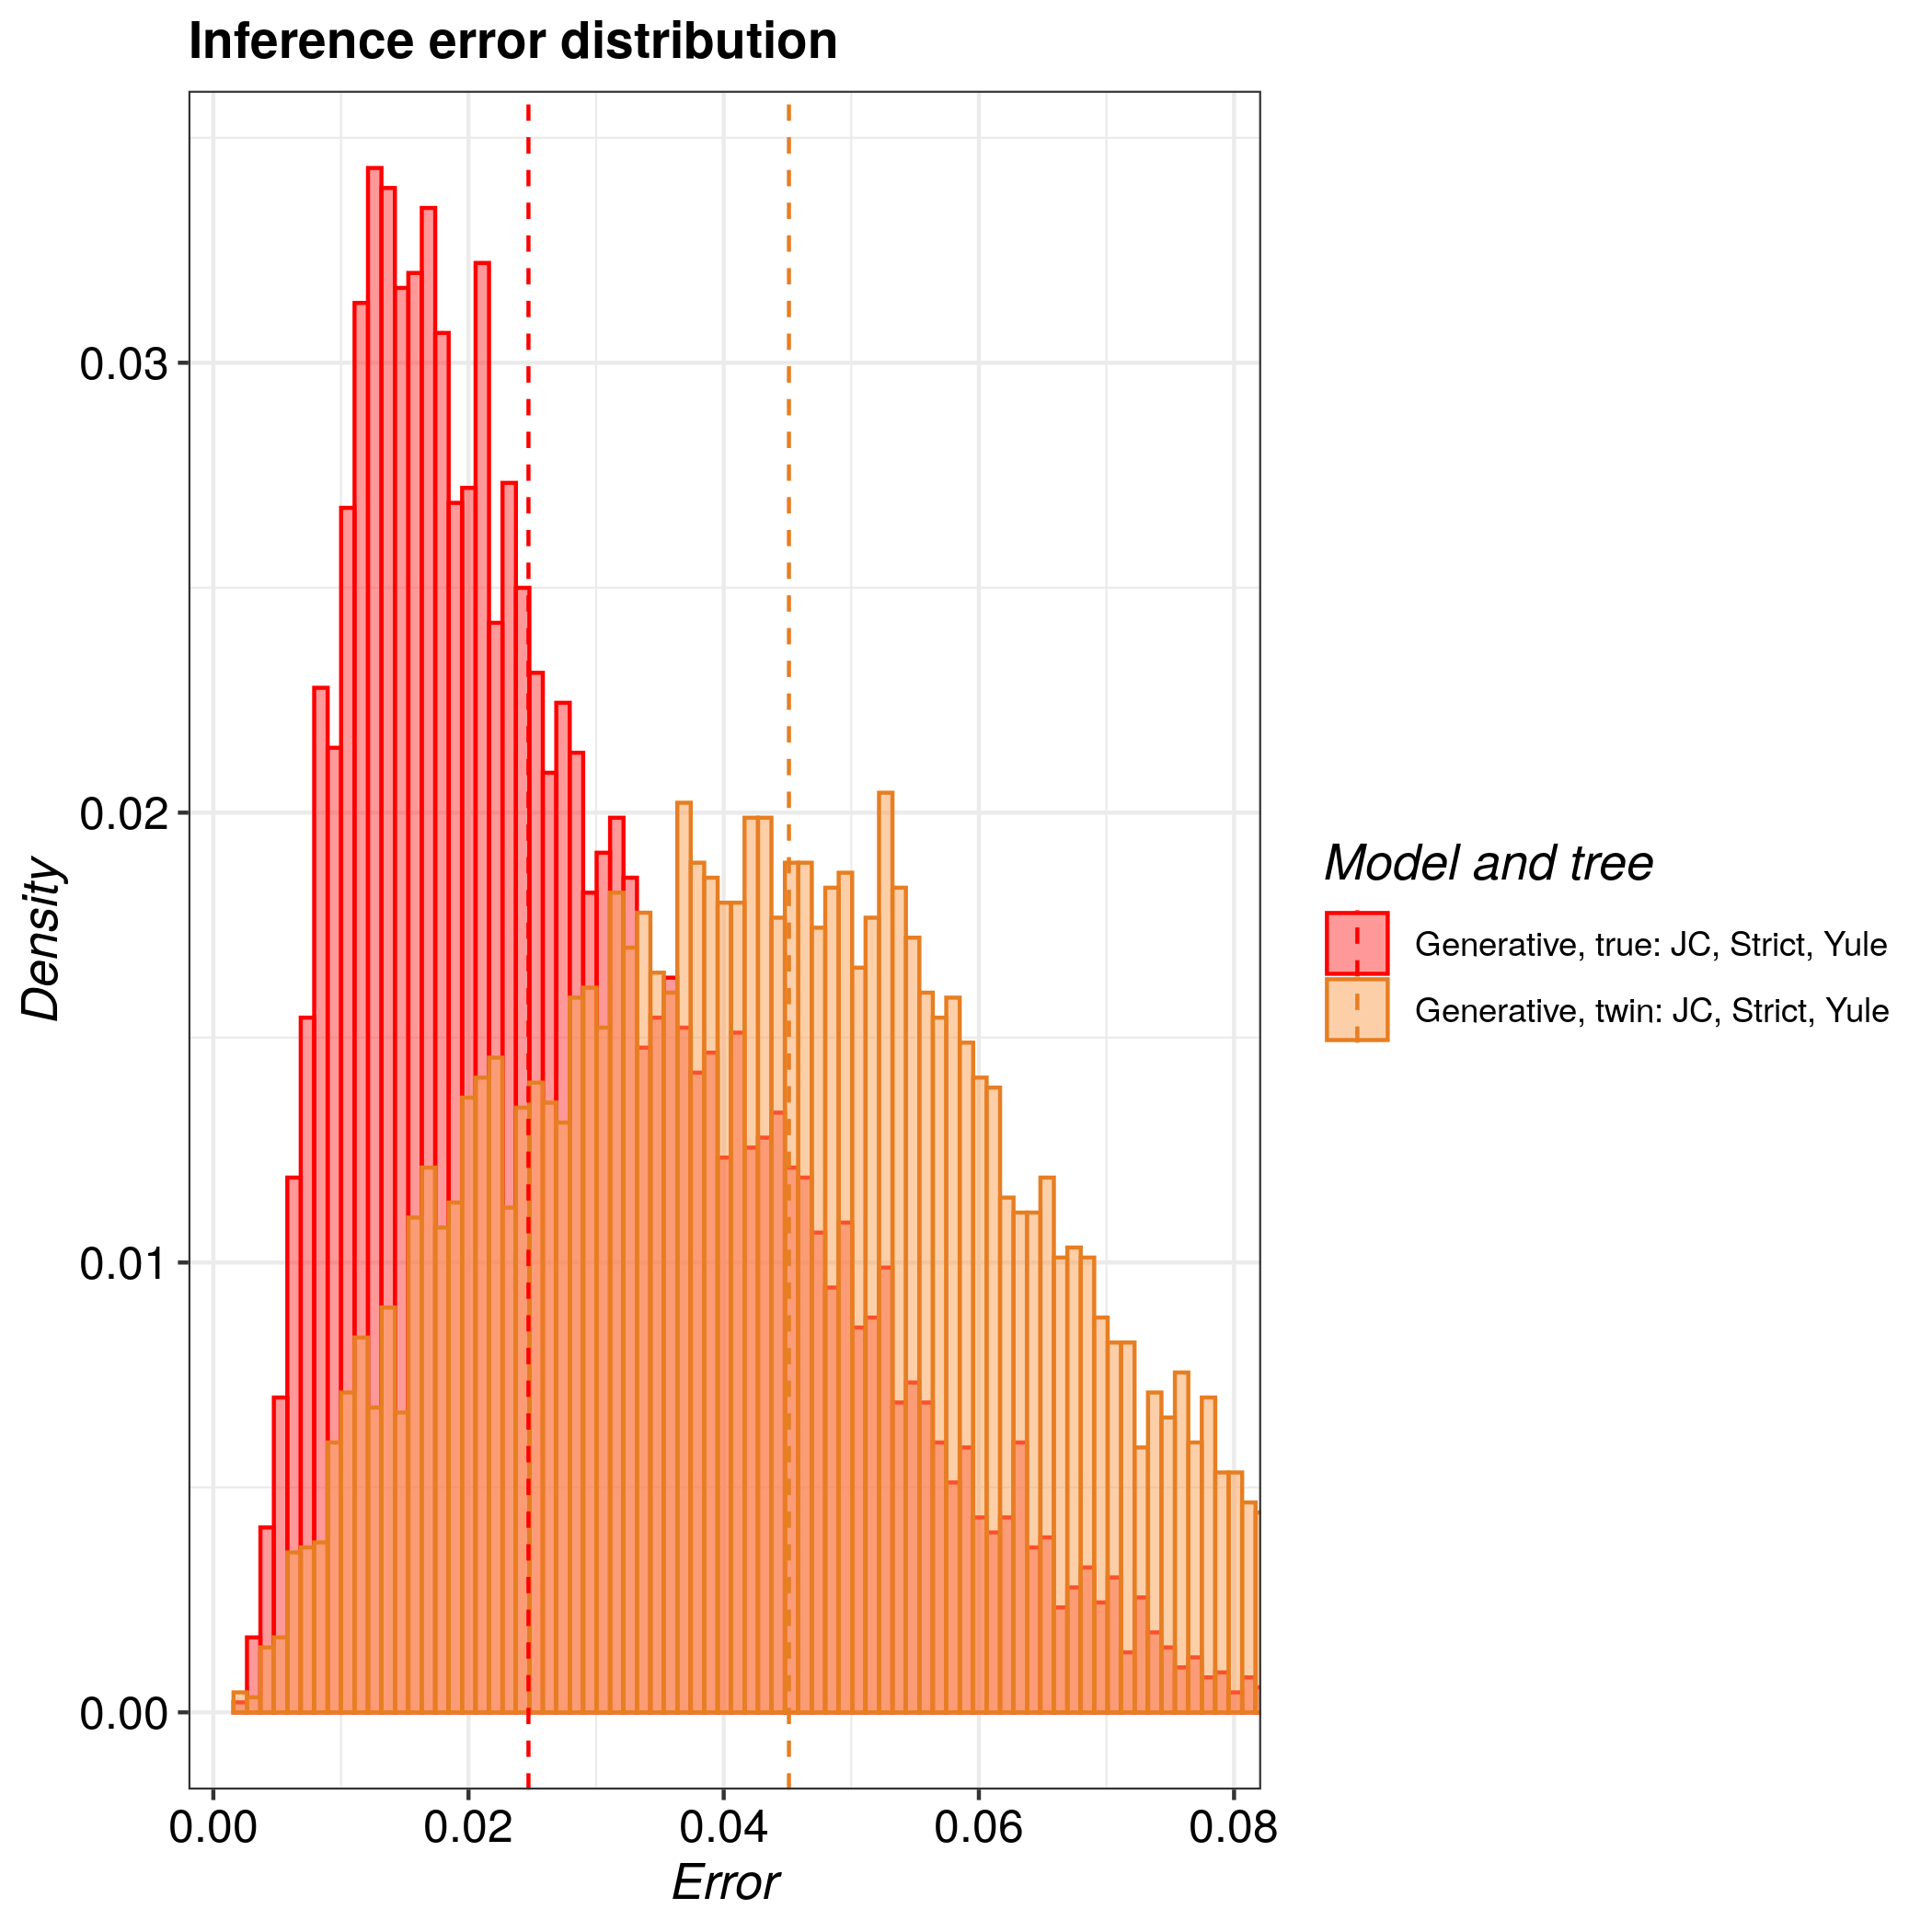 Inference error distribution
Density
0.03
0.02
0.01
0.00
0.00 0.02 0.04 0.06 0.08
Error
Model and tree
Generative, true: JC, Strict, Yule
Generative, twin: JC, Strict, Yule